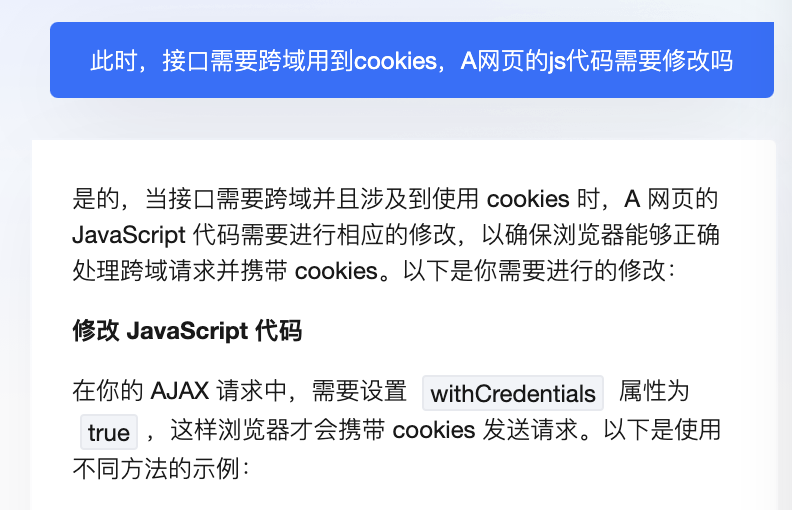 此时，接口需要跨域用到cookies，A网页的js代码需要修改吗
是的，当接口需要跨域并且涉及到使用 cookies 时，A 网页的
JavaScript 代码需要进行相应的修改，以确保浏览器能够正确
处理跨域请求并携带 cookies。以下是你需要进行的修改：
修改 JavaScript 代码
在你的 AJAX 请求中，需要设置 withCredentials 属性为
true ，这样浏览器才会携带 cookies 发送请求。以下是使用
不同方法的示例：